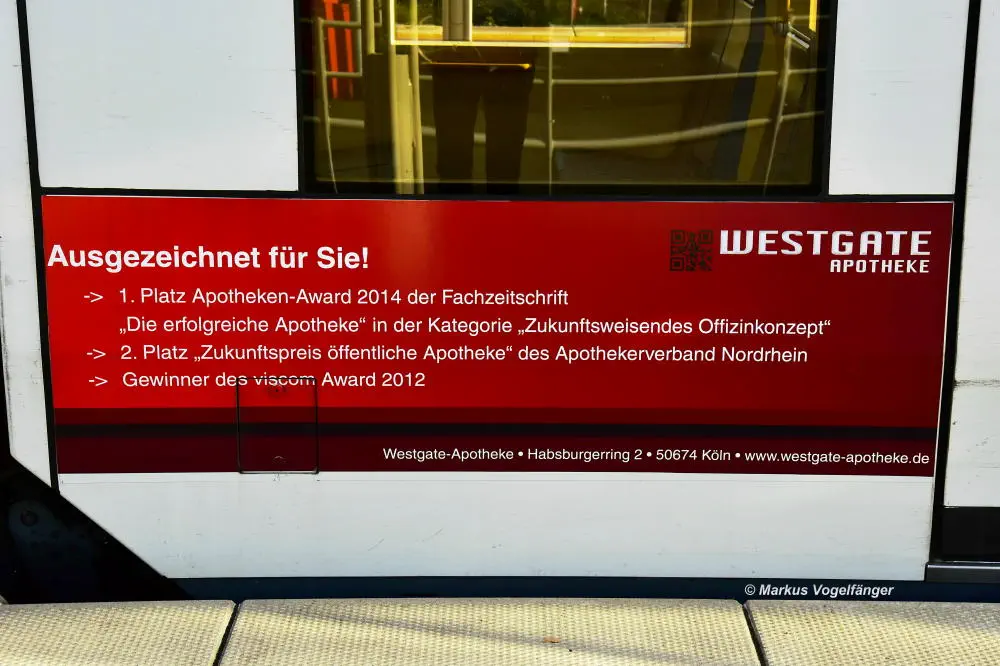 WESTGATE
APOTHEKE
Ausgezeichnet für Sie!
-> 1. Platz Apotheken-Award 2014 der Fachzeitschrift
„Die erfolgreiche Apotheke“ in der Kategorie „Zukunftsweisendes Offizinkonzept“
-> 2. Platz „Zukunftspreis öffentliche Apotheke“ des Apothekerverband Nordrhein
-> Gewinner des viscom Award 2012
Westgate-Apotheke • Habsburgerring 2 • 50674 Köln • www.westgate-apotheke.de
© Markus Vogelfänger